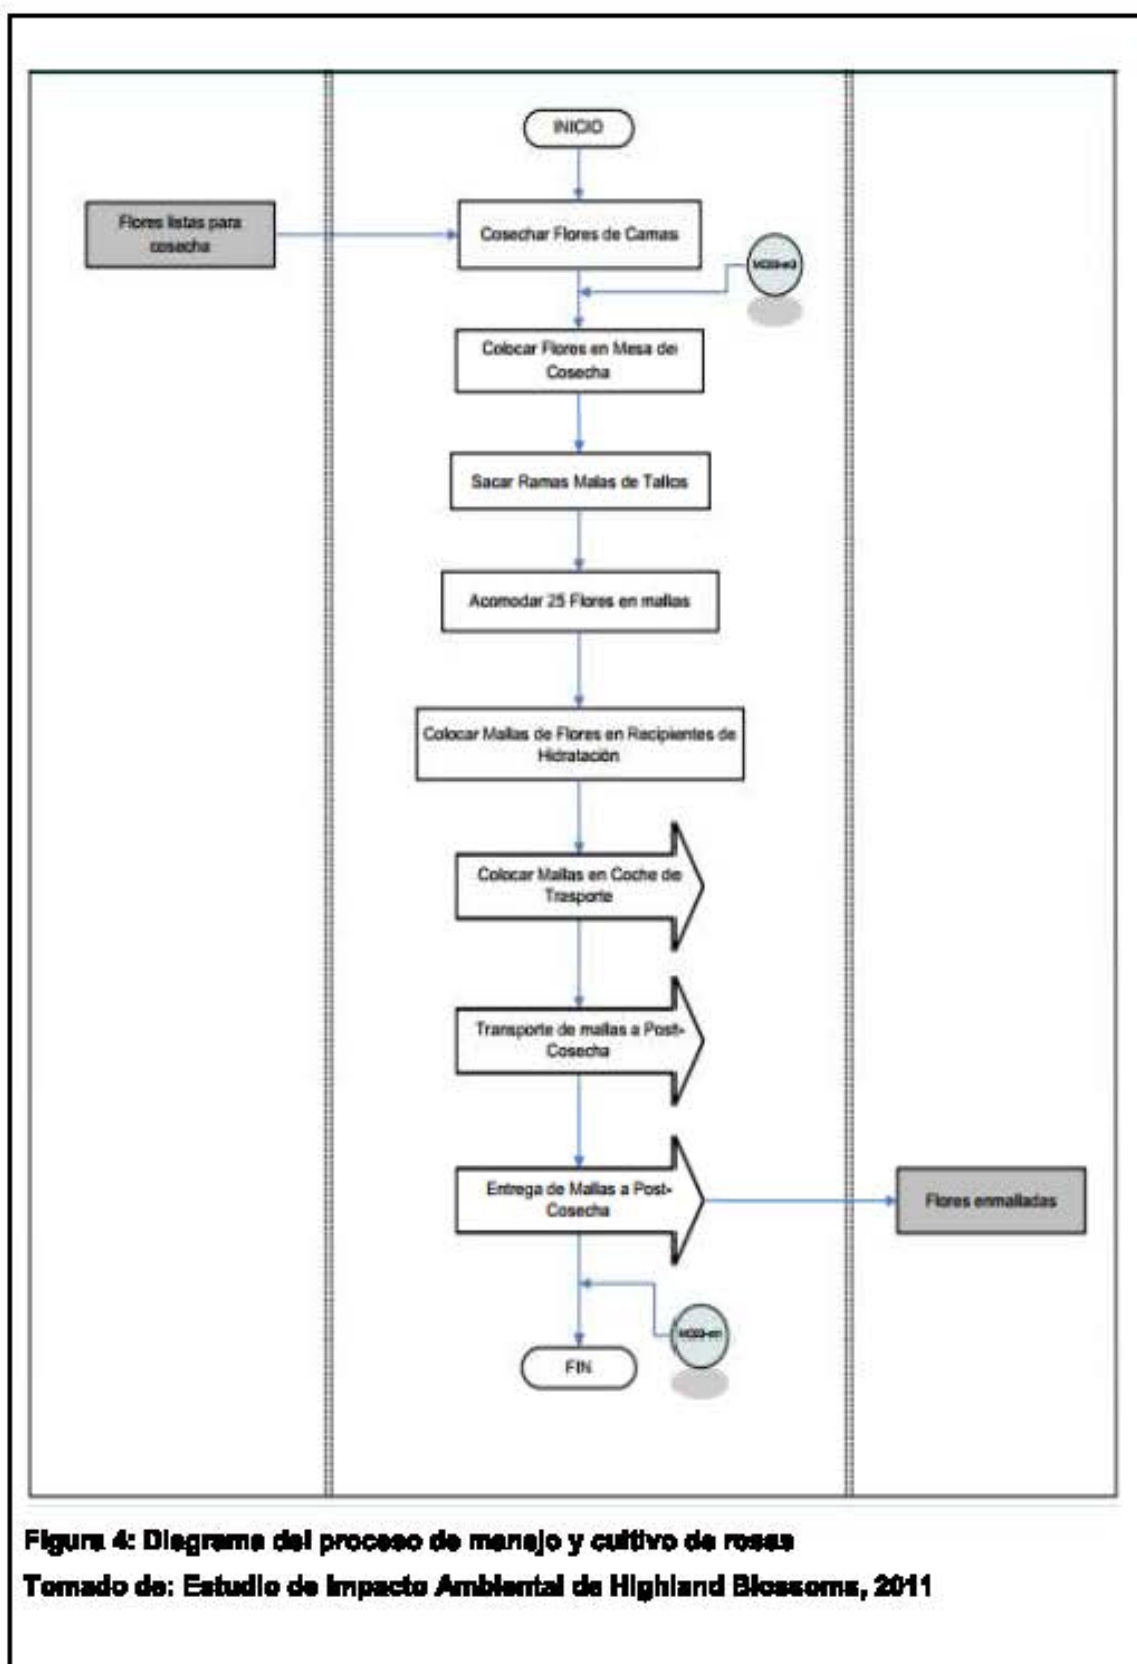 INICIO
Flores listas para
cosecha
Cosechar Flores de Camas
Colocar Flores en Mesa de
Cosecha
Sacar Ramas Malas de Tallos
Acomodar 25 Flores en mallas
Colocar Mallas de Flores en Recipientes de
Hidratación
Colocar Mallas en Coche de
Trasporte
Transporte de mallas a Post-
Cosecha
Entrega de Mallas a Post-
Cosecha
Flores enmalladas
FIN
Figura 4: Diagrama del proceso de manejo y cultivo de rosas
Tomado de: Estudio de Impacto Ambiental de Highland Blossoms, 2011